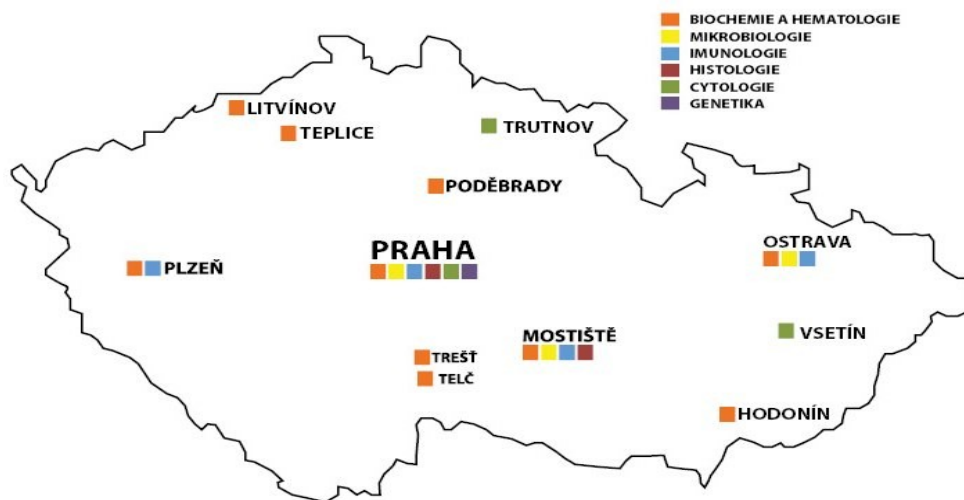 BIOCHEMIE A HEMATOLOGIE
MIKROBIOLOGIE
IMUNOLOGIE
HISTOLOGIE
CYTOLOGIE
GENETIKA
LITVÍNOV
TEPLICE
TRUTNOV
PODĚBRADY
PRAHA
OSTRAVA
PLZEŇ
MOSTIŠTĚ
VSETÍN
TREŠŤ
TELČ
HODONÍN